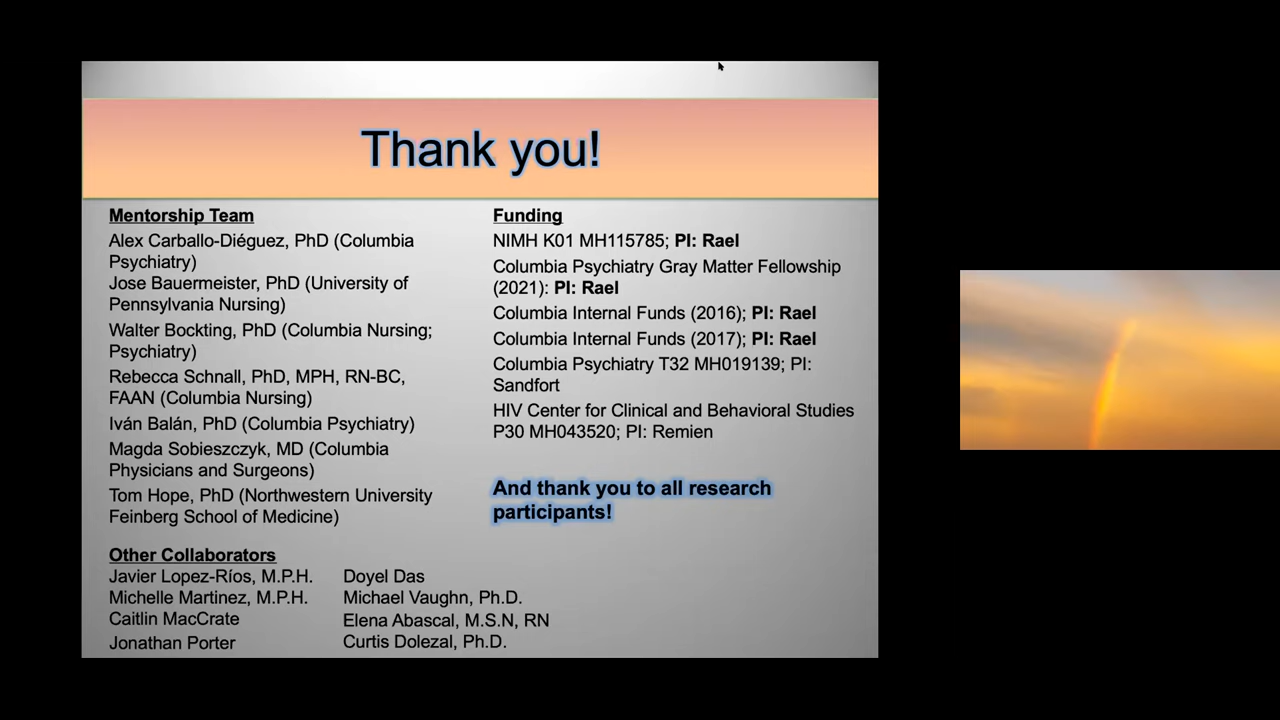 Thank you!
Mentorship Team
Alex Carballo-Diéguez, PhD (Columbia
Psychiatry)
Jose Bauermeister, PhD (University of
Pennsylvania Nursing)
Walter Bockting, PhD (Columbia Nursing;
Psychiatry)
Rebecca Schnall, PhD, MPH, RN-BC,
FAAN (Columbia Nursing)
Iván Balán, PhD (Columbia Psychiatry)
Magda Sobieszczyk, MD (Columbia
Physicians and Surgeons)
Tom Hope, PhD (Northwestern University
Feinberg School of Medicine)
Other Collaborators
Javier Lopez-Ríos, M.P.H.
Michelle Martinez, M.P.H.
Caitlin MacCrate
Jonathan Porter
Doyel Das
Michael Vaughn, Ph.D.
Elena Abascal, M.S.N, RN
Curtis Dolezal, Ph.D.
Funding
NIMH K01 MH115785; PI: Rael
Columbia Psychiatry Gray Matter Fellowship
(2021): PI: Rael
Columbia Internal Funds (2016); PI: Rael
Columbia Internal Funds (2017); PI: Rael
Columbia Psychiatry T32 MH019139; PI:
Sandfort
HIV Center for Clinical and Behavioral Studies
P30 MH043520; PI: Remien
And thank you to all research
participants!